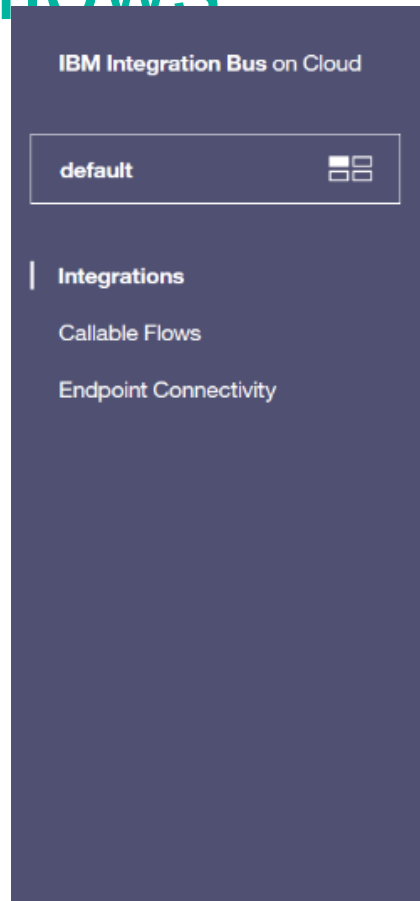 IBM Integration Bus on Cloud
default
Integrations
Callable Flows
Endpoint Connectivity